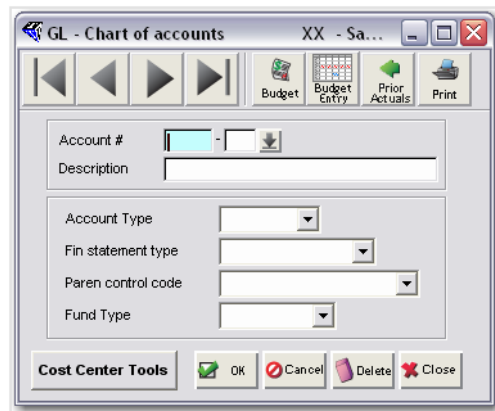 GL - Chart of accounts XX - Sa...
Budget Budget Entry Prior Actuals Print
Account # -
Description
Account Type
Fin statement type
Paren control code
Fund Type
Cost Center Tools OK Cancel Delete Close